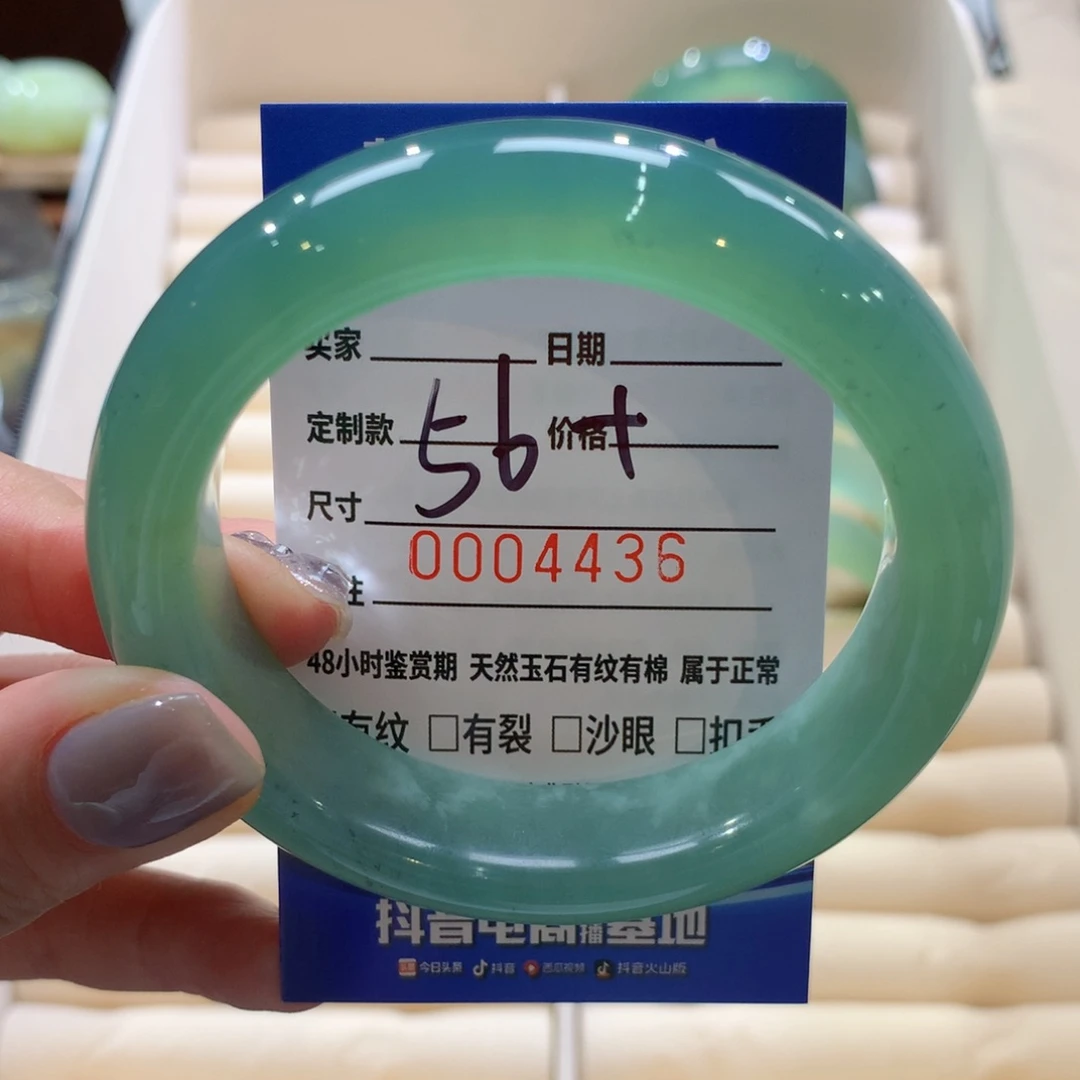 买家 日期
定制款 价格
56+
尺寸
0004436
注
48小时鉴赏期 天然玉石有纹有棉 属于正常
有纹 □有裂 □沙眼 □扣
抖音电商直播基地
今日头条 抖音 西瓜视频 抖音火山版